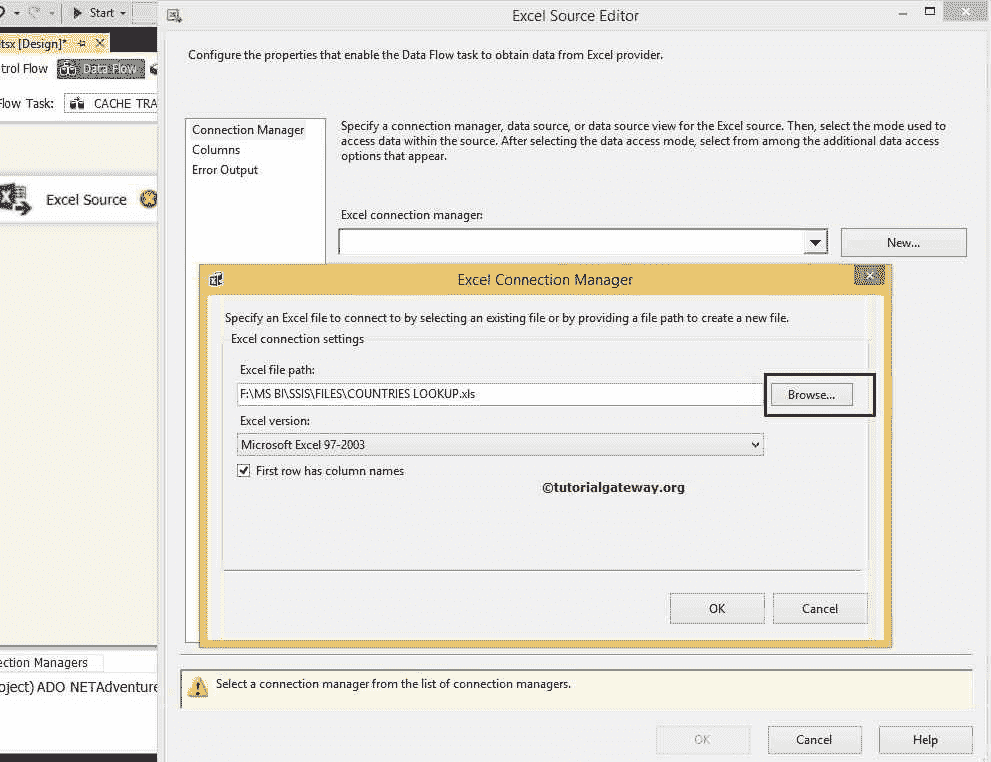 Start
Excel Source Editor
tsx [Design]*
trol Flow
Data Flow
Flow Task:
CACHE TRA
Configure the properties that enable the Data Flow task to obtain data from Excel provider.
Connection Manager
Columns
Error Output
Specify a connection manager, data source, or data source view for the Excel source. Then, select the mode used to
access data within the source. After selecting the data access mode, select from among the additional data access
options that appear.
Excel Source
Excel connection manager:
New...
Excel Connection Manager
Specify an Excel file to connect to by selecting an existing file or by providing a file path to create a new file.
Excel connection settings
Excel file path:
F:\MS BI\SSIS\FILES\COUNTRIES LOOKUP.xls
Browse...
Excel version:
Microsoft Excel 97-2003
First row has column names
©tutorialgateway.org
OK
Cancel
ection Managers
oject) ADO NETAdventure
Select a connection manager from the list of connection managers.
OK
Cancel
Help